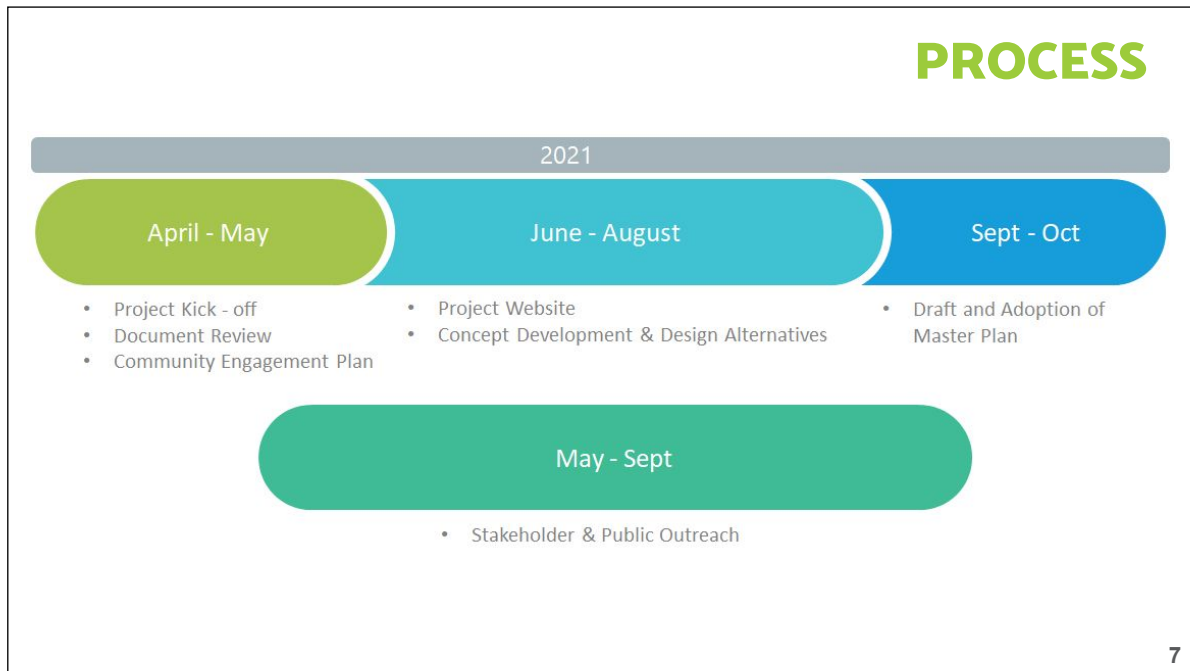 PROCESS
2021
April - May
June - August
Sept - Oct
• Project Kick - off
• Document Review
• Community Engagement Plan
• Project Website
• Concept Development & Design Alternatives
• Draft and Adoption of
Master Plan
May - Sept
• Stakeholder & Public Outreach
7